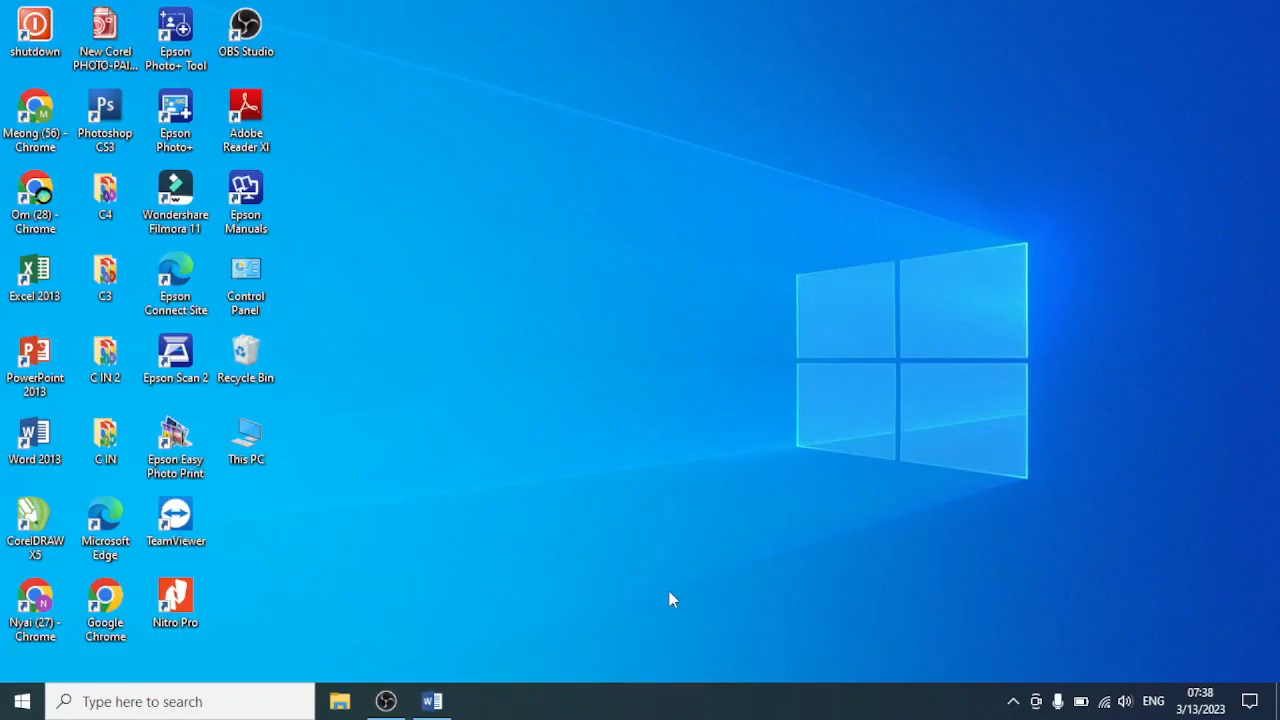 shutdown
New Corel
PHOTO-PAI...
Epson
Photo+ Tool
OBS Studio
Meong (56) -
Chrome
Photoshop
CS3
Epson
Photo+
Adobe
Reader XI
Om (28) -
Chrome
C4
Wondershare
Filmora 11
Epson
Manuals
Excel 2013
C3
Epson
Connect Site
Control
Panel
PowerPoint
2013
C IN 2
Epson Scan 2
Recycle Bin
Word 2013
C IN
Epson Easy
Photo Print
This PC
CorelDRAW
X5
Microsoft
Edge
TeamViewer
Nyai (27) -
Chrome
Google
Chrome
Nitro Pro
Type here to search
ENG
07:38
3/13/2023